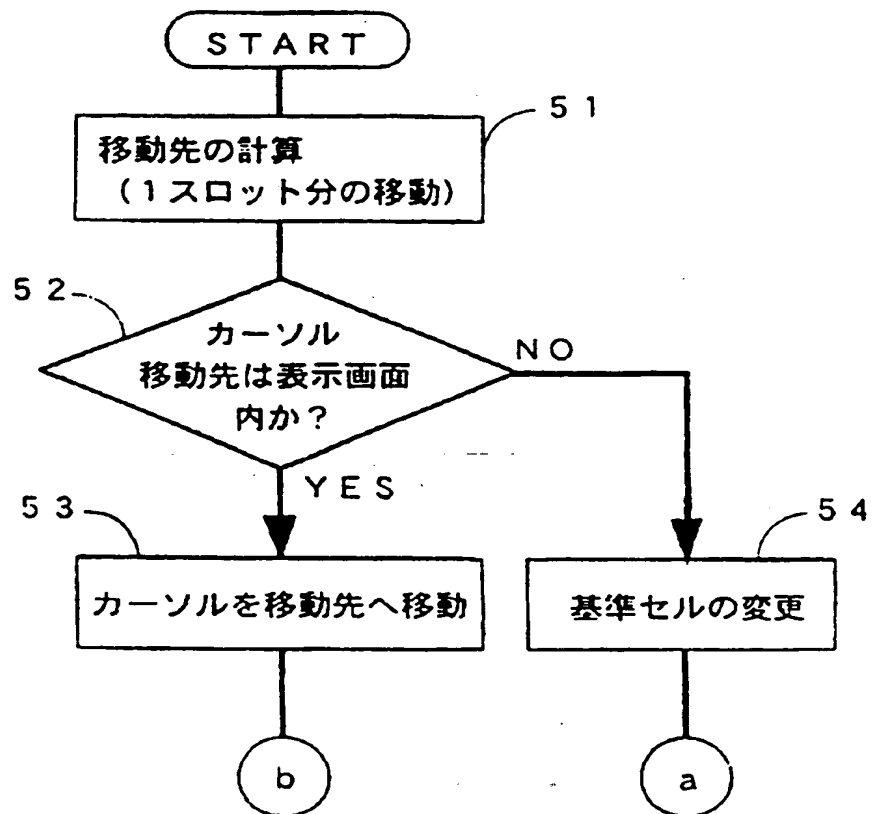 START
51
移動先の計算
(1スロット分の移動)
52
カーソル
移動先は表示画面
内か?
NO
YES
53
54
カーソルを移動先へ移動
基準セルの変更
b
a